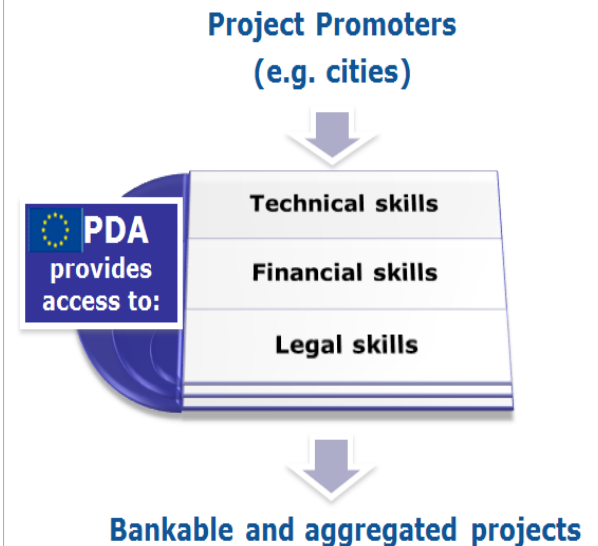 Project Promoters
(e.g. cities)
Technical skills
PDA
provides
access to:
Financial skills
Legal skills
Bankable and aggregated projects